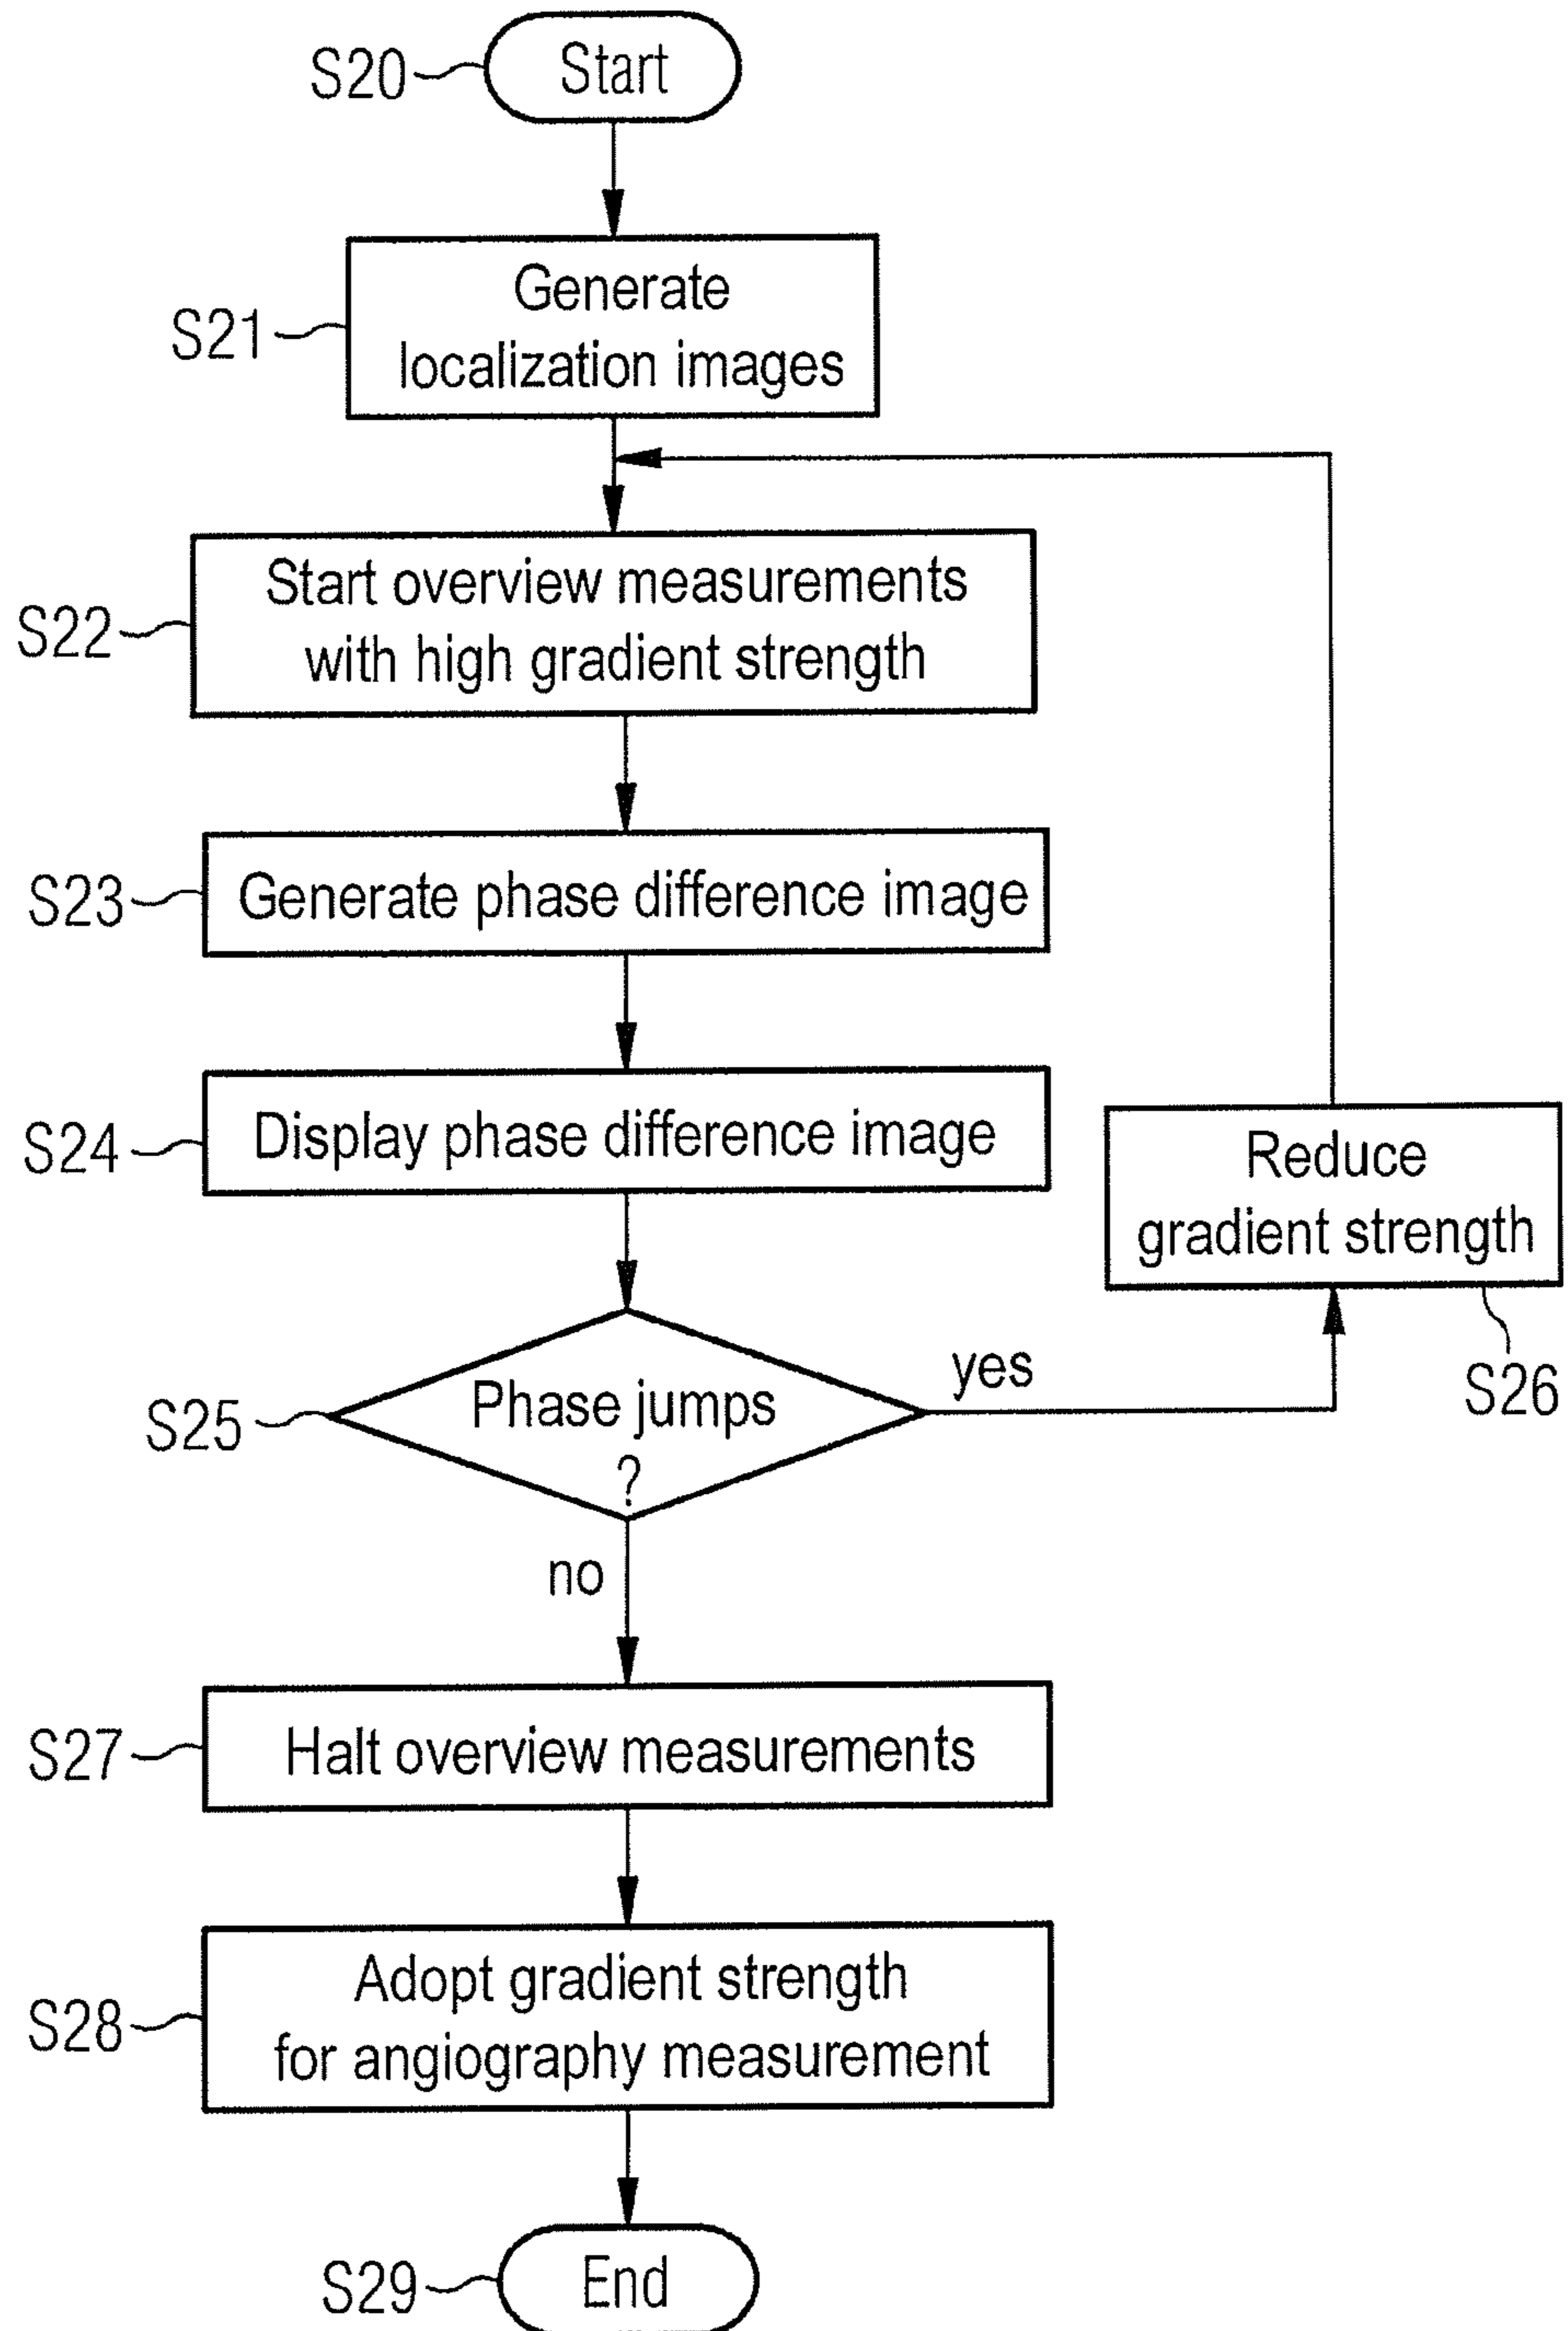 S20
Start
S21
Generate
localization images
S22
Start overview measurements
with high gradient strength
S23
Generate phase difference image
S24
Display phase difference image
Reduce
gradient strength
S26
S25
Phase jumps
?
yes
no
S27
Halt overview measurements
S28
Adopt gradient strength
for angiography measurement
S29
End